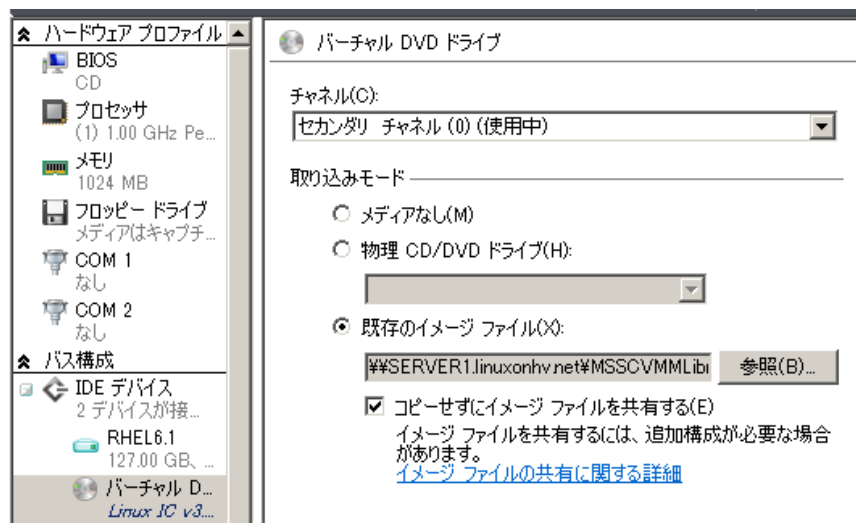 ハードウェア プロファイル
BIOS
CD
プロセッサ
(1) 1.00 GHz Pe...
メモリ
1024 MB
フロッピー ドライブ
メディアはキャプチ...
COM 1
なし
COM 2
なし
バス構成
IDE デバイス
2 デバイスが接...
RHEL6.1
127.00 GB、...
バーチャル D...
Linux IC v3....
バーチャル DVD ドライブ
チャネル(C):
セカンダリ チャネル (0) (使用中)
取り込みモード
メディアなし(M)
物理 CD/DVD ドライブ(H):
既存のイメージ ファイル(X):
¥¥SERVER1.linuxonhv.net¥MSSCVMMLibr
参照(B)...
コピーせずにイメージ ファイルを共有する(E)
イメージ ファイルを共有するには、追加構成が必要な場合
があります。
イメージ ファイルの共有に関する詳細